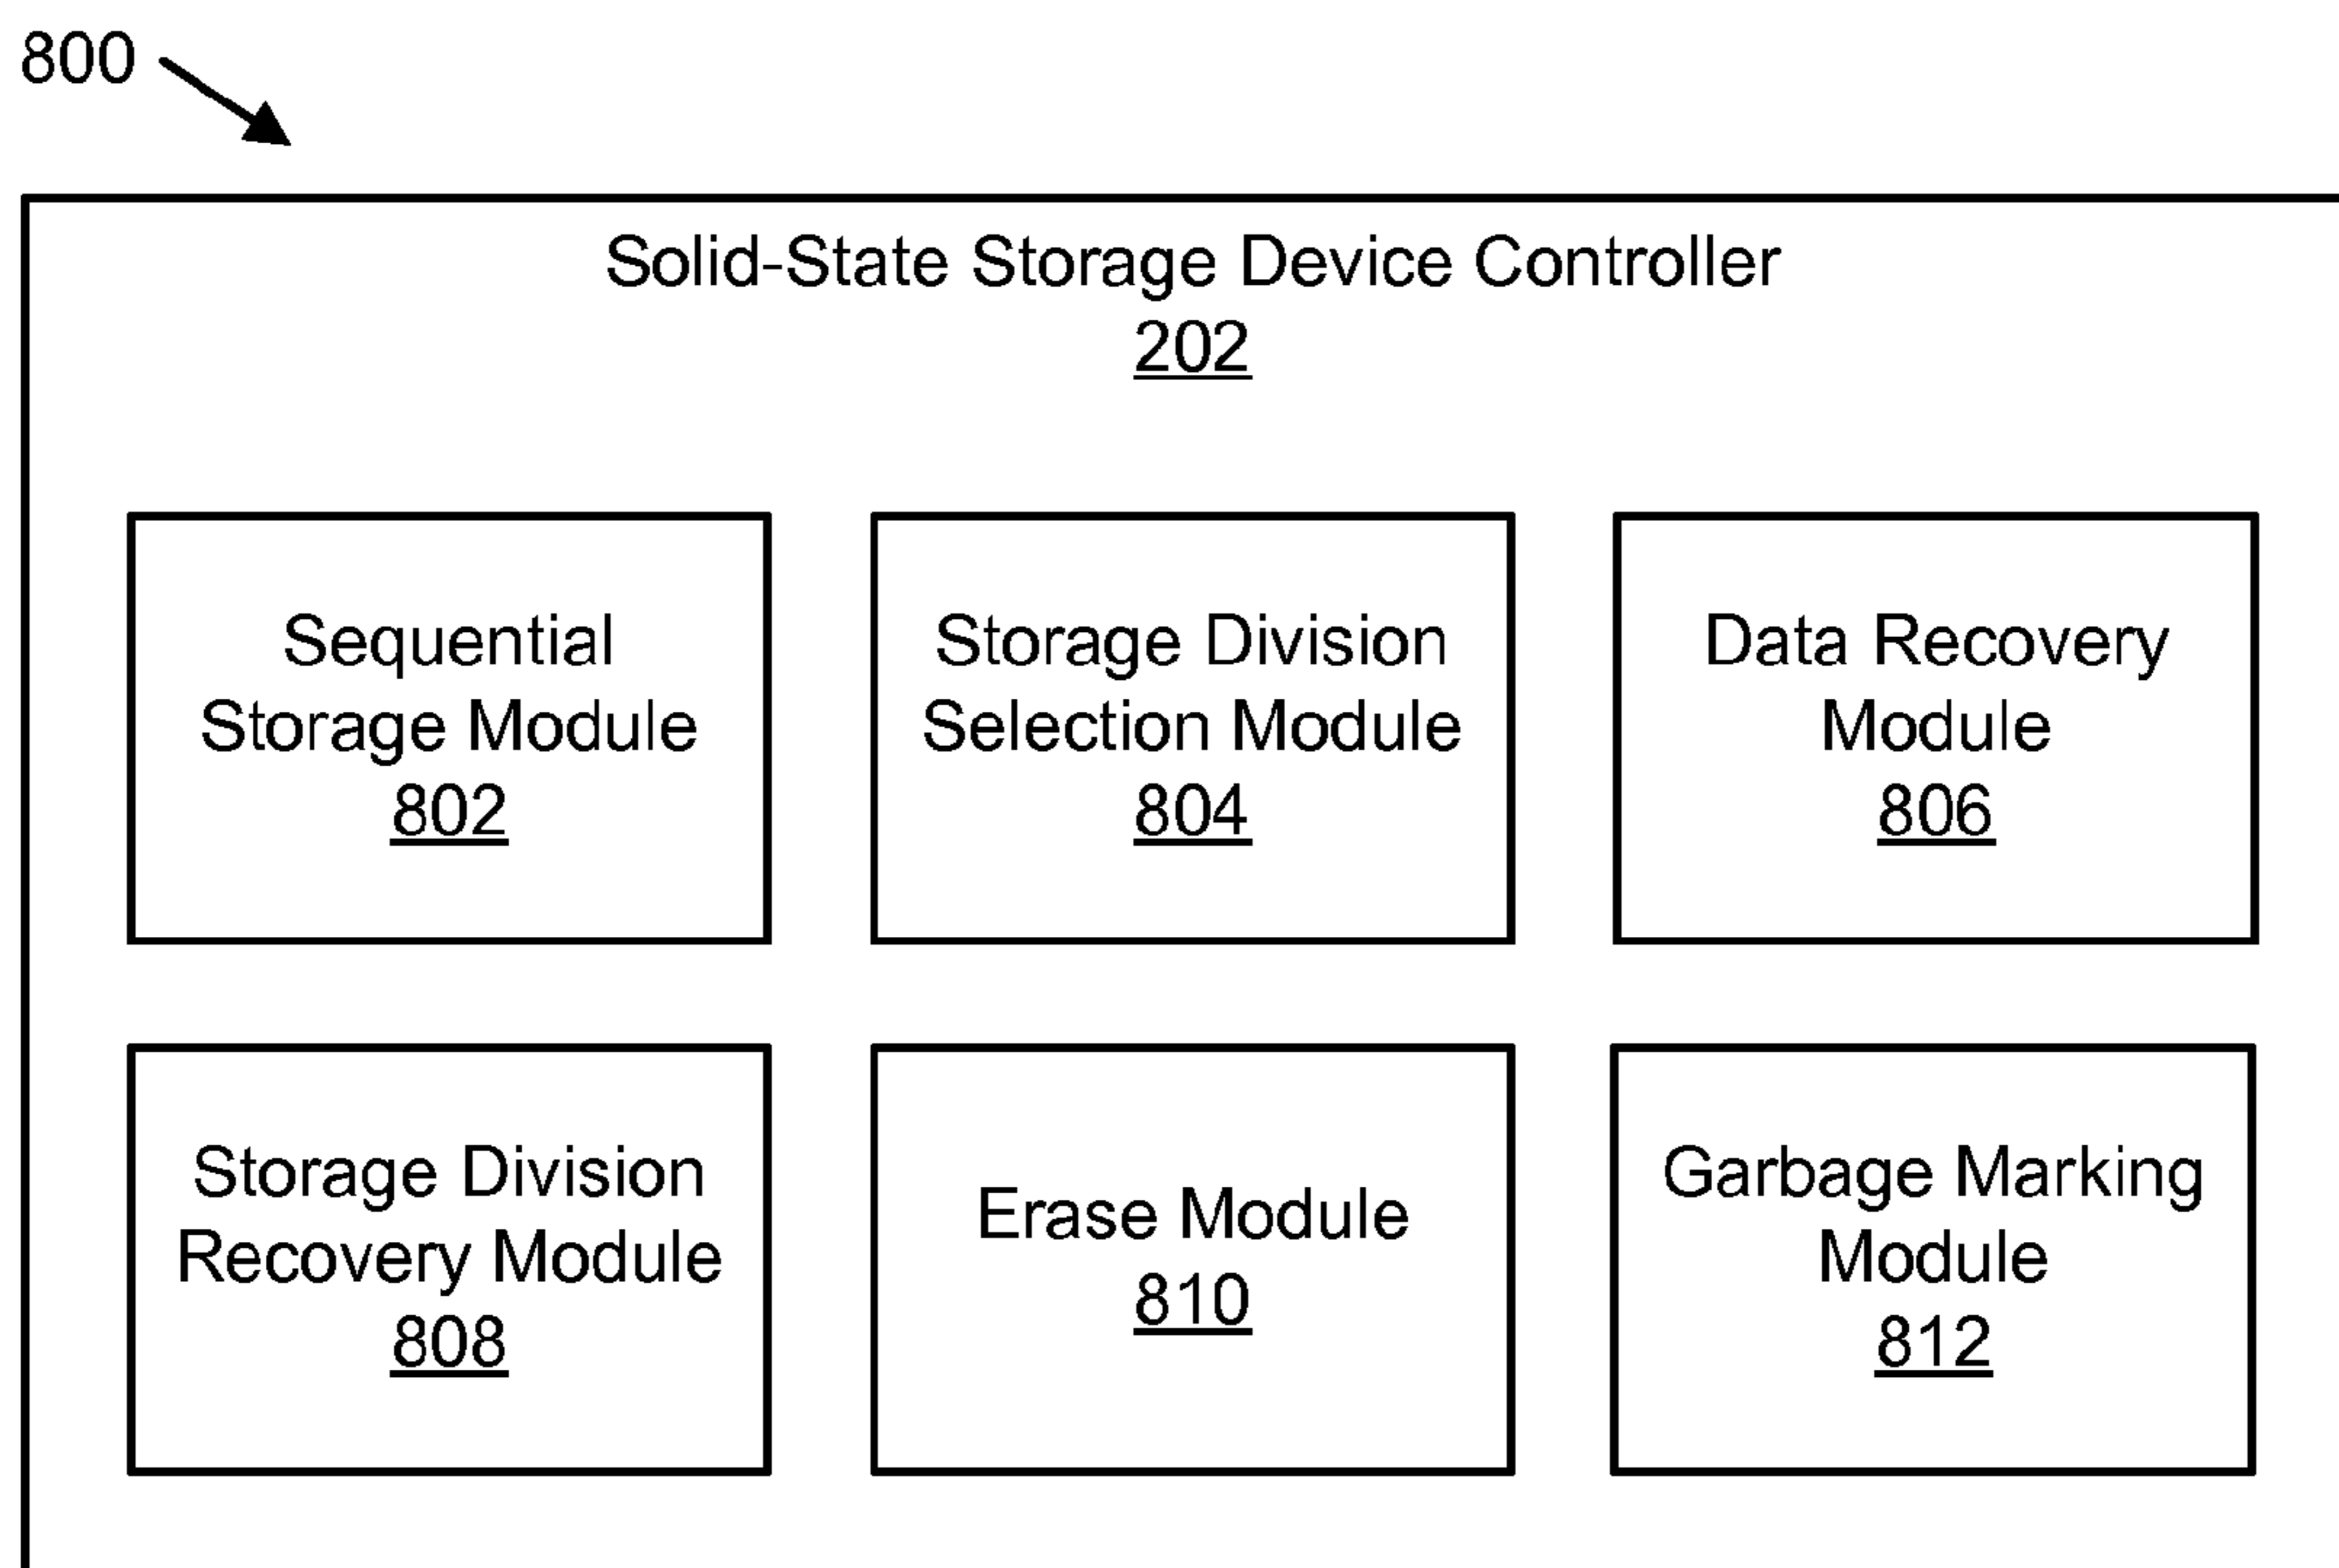 800
Solid-State Storage Device Controller
202
Sequential
Storage Module
802
Storage Division
Selection Module
804
Data Recovery
Module
806
Storage Division
Recovery Module
808
Erase Module
810
Garbage Marking
Module
812